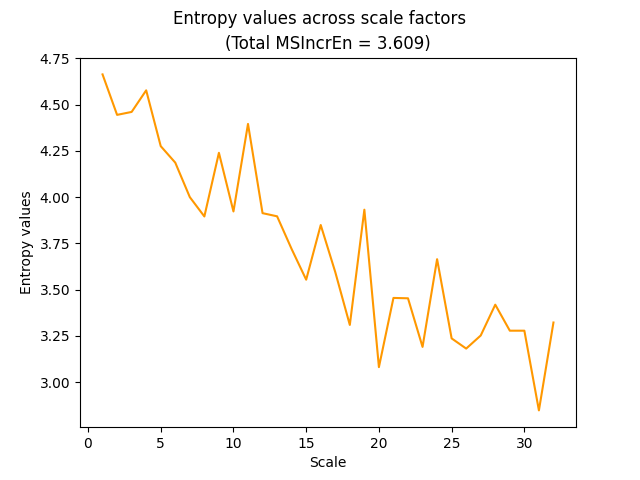 Entropy values across scale factors
(Total MSIncrEn = 3.609)
4.75
4.50
4.25
4.00
3.75
3.50
3.25
3.00
Entropy values
0 5 10 15 20 25 30
Scale